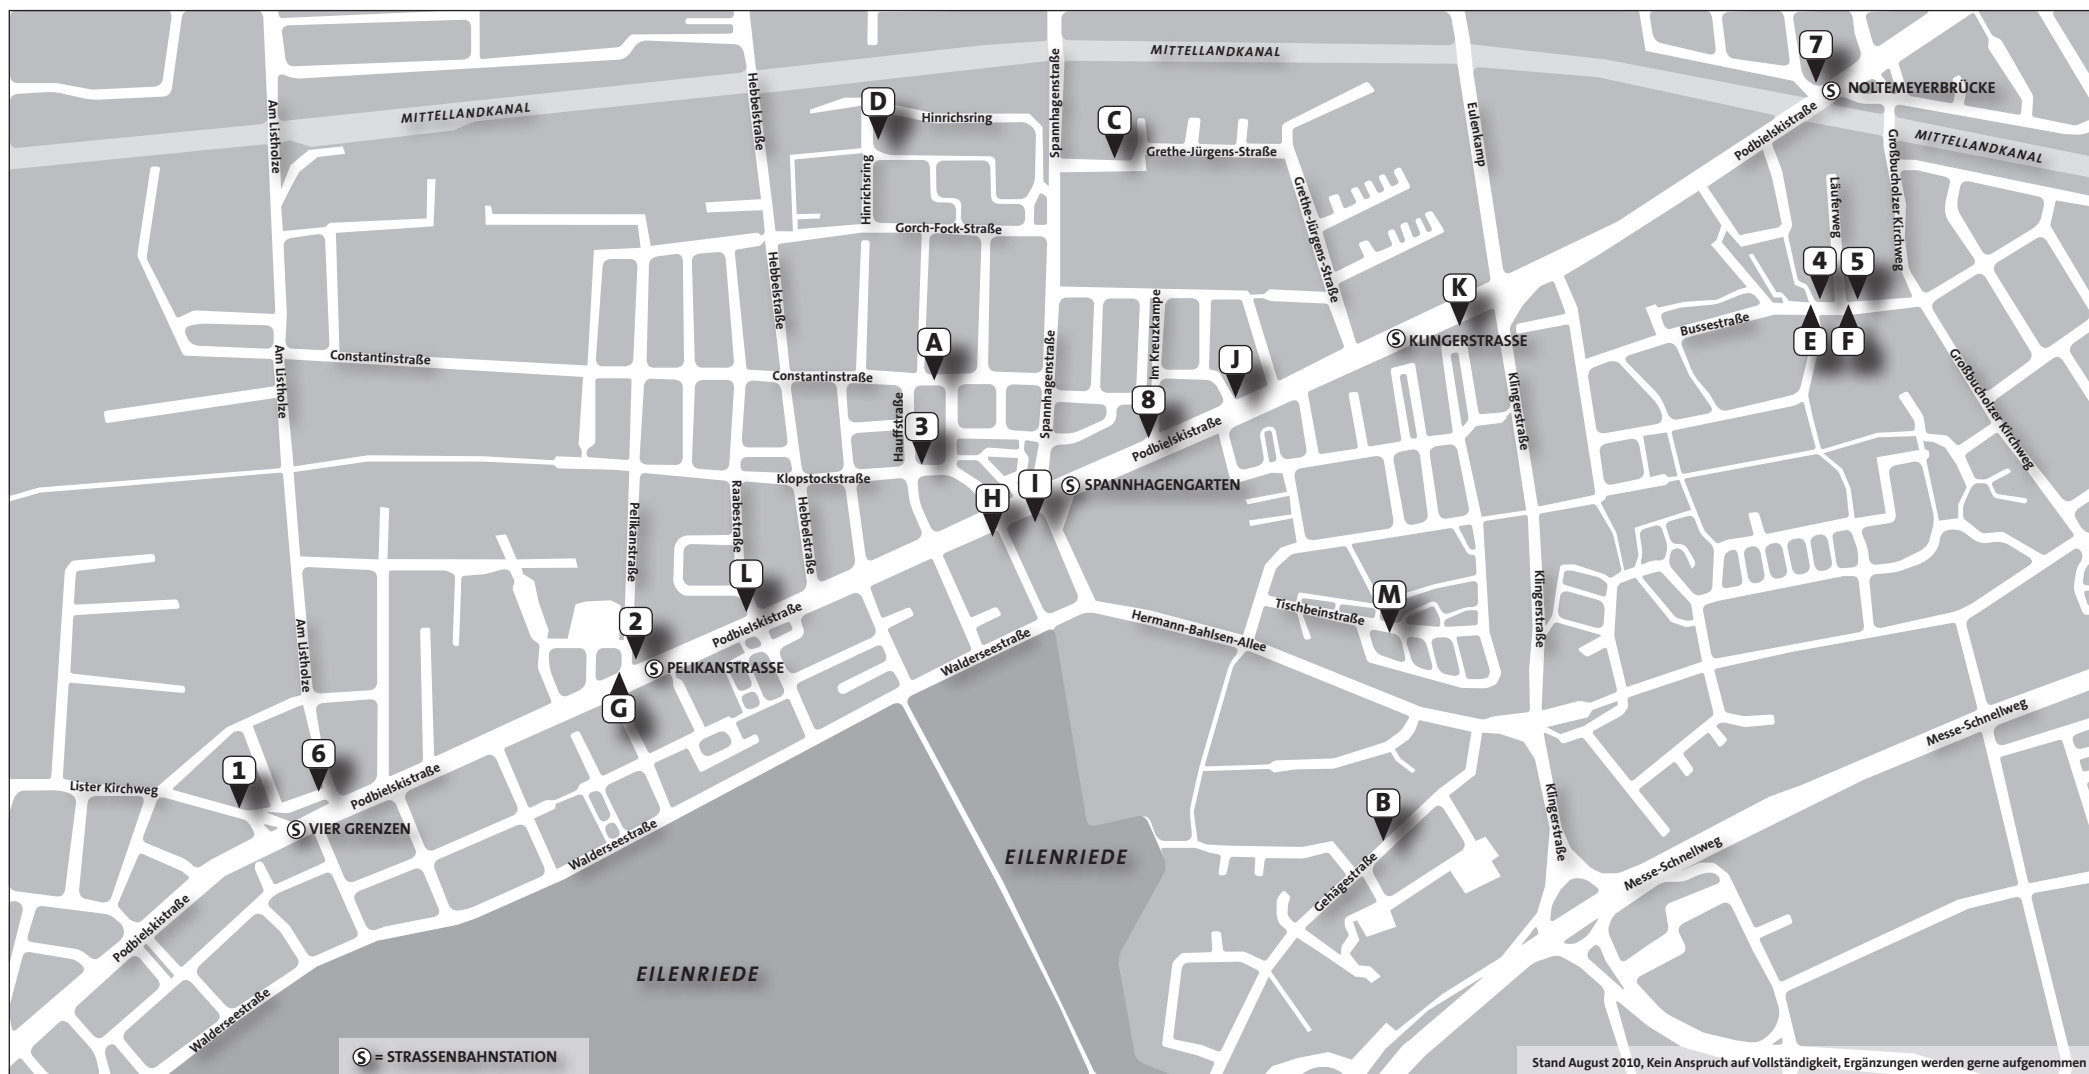 MITTELLANDKANAL
7
Ⓢ NOLTEMEYERBRÜCKE
Am Listholze
MITTELLANDKANAL
Hebbelstraße
D
Hinrichsring
Spannhagenstraße
C
Grethe-Jürgens-Straße
Eulenkamp
Podbielskistraße
Großbucholzer Kirchweg
MITTELLANDKANAL
Hinrichsring
Grethe-Jürgens-Straße
Läuferweg
Gorch-Fock-Straße
Hebbelstraße
4
5
K
Im Kreuzkampe
Bussestraße
E
F
Am Listholze
Constantinstraße
A
Constantinstraße
Spannhagenstraße
J
Ⓢ KLINGERSTRASSE
Klingerstraße
Großbucholzer Kirchweg
Hauffstraße
3
8
Podbielskistraße
Klopstockstraße
H
I
Ⓢ SPANNHAGENGARTEN
Pelikanstraße
Raabestraße
Hebbelstraße
L
Podbielskistraße
M
Tischbeinstraße
Klingerstraße
Am Listholze
2
Ⓢ PELIKANSTRASSE
Walderseestraße
Hermann-Bahlsen-Allee
G
Messe-Schnellweg
1
6
Lister Kirchweg
Podbielskistraße
Ⓢ VIER GRENZEN
B
Klingerstraße
Walderseestraße
EILENRIEDE
Gehägestraße
Messe-Schnellweg
Podbielskistraße
EILENRIEDE
Walderseestraße
Ⓢ = STRASSENBAHNSTATION
Stand August 2010, Kein Anspruch auf Vollständigkeit, Ergänzungen werden gerne aufgenommen